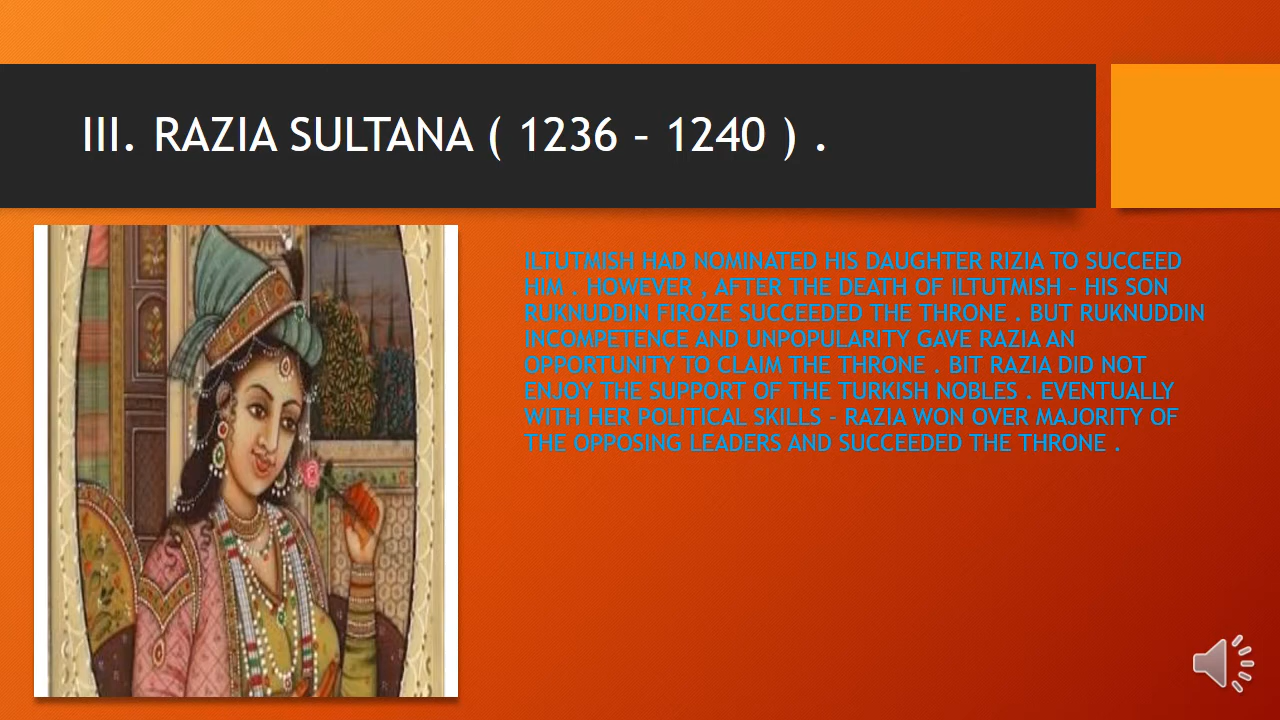 III. RAZIA SULTANA ( 1236 – 1240 ) .
ILTUTMISH HAD NOMINATED HIS DAUGHTER RIZIA TO SUCCEED
HIM . HOWEVER , AFTER THE DEATH OF ILTUTMISH – HIS SON
RUKNUDDIN FIROZE SUCCEEDED THE THRONE . BUT RUKNUDDIN
INCOMPETENCE AND UNPOPULARITY GAVE RAZIA AN
OPPORTUNITY TO CLAIM THE THRONE . BIT RAZIA DID NOT
ENJOY THE SUPPORT OF THE TURKISH NOBLES . EVENTUALLY
WITH HER POLITICAL SKILLS - RAZIA WON OVER MAJORITY OF
THE OPPOSING LEADERS AND SUCCEEDED THE THRONE .